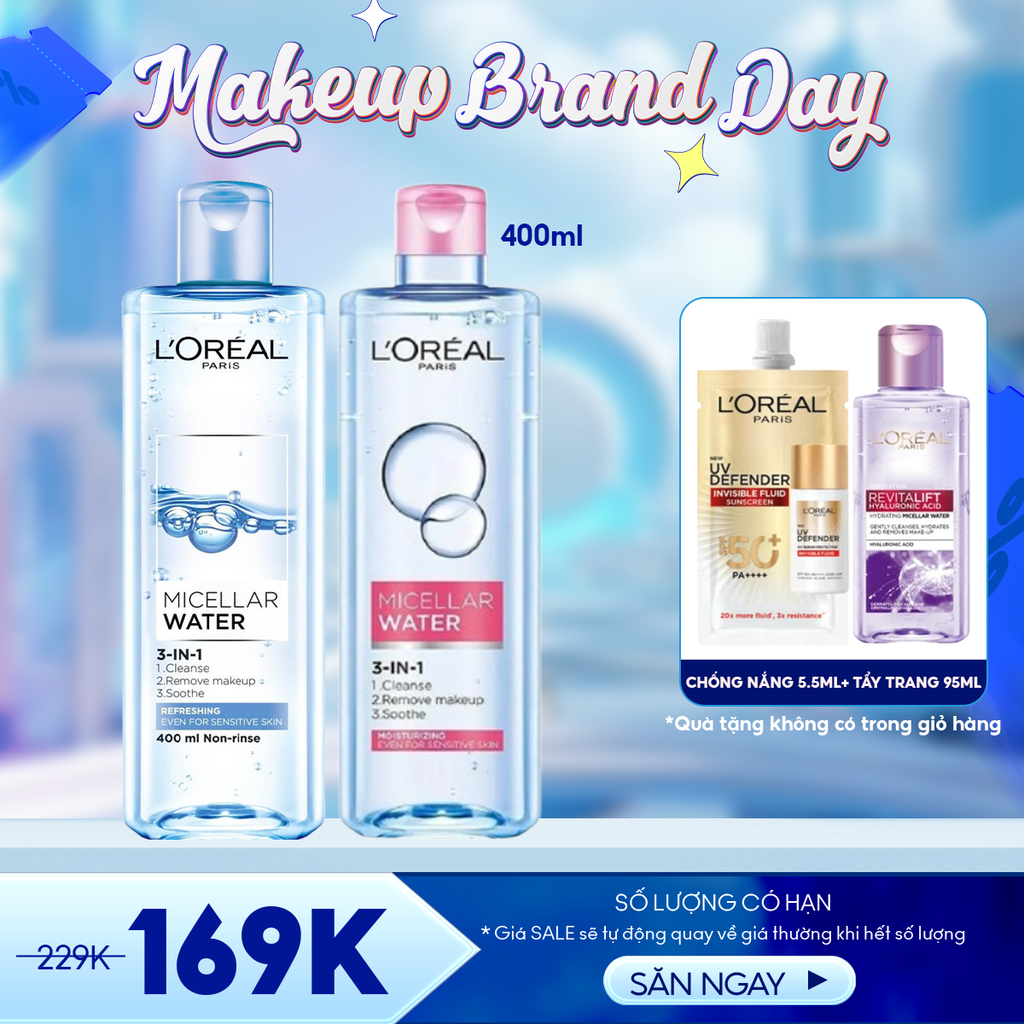 Makeup Brand Day
400ml
L'ORÉAL
PARIS
MICELLAR
WATER
3-IN-1
1.Cleanse
2.Remove makeup
3.Soothe
REFRESHING
EVEN FOR SENSITIVE SKIN
400 ml Non-rinse
L'ORÉAL
PARIS
MICELLAR
WATER
3-IN-1
1.Cleanse
2.Remove makeup
3.Soothe
MOISTURIZING
EVEN FOR SENSITIVE SKIN
L'ORÉAL
PARIS
NEW
UV
DEFENDER
INVISIBLE FLUID
SUNSCREEN
SPF 50+
PA++++
20x more fluid, 3x resistance
L'ORÉAL
PARIS
UV
DEFENDER
INVISIBLE FLUID
L'ORÉAL
PARIS
REVITALIFT
HYALURONIC ACID
HYDRATING MICELLAR WATER
GENTLY CLEANSES, HYDRATES
AND REMOVES MAKE-UP
HYALURONIC ACID
CHỐNG NẮNG 5.5ML+ TẨY TRANG 95ML
*Quà tặng không có trong giỏ hàng
229K
169K
SỐ LƯỢNG CÓ HẠN
* Giá SALE sẽ tự động quay về giá thường khi hết số lượng
SĂN NGAY